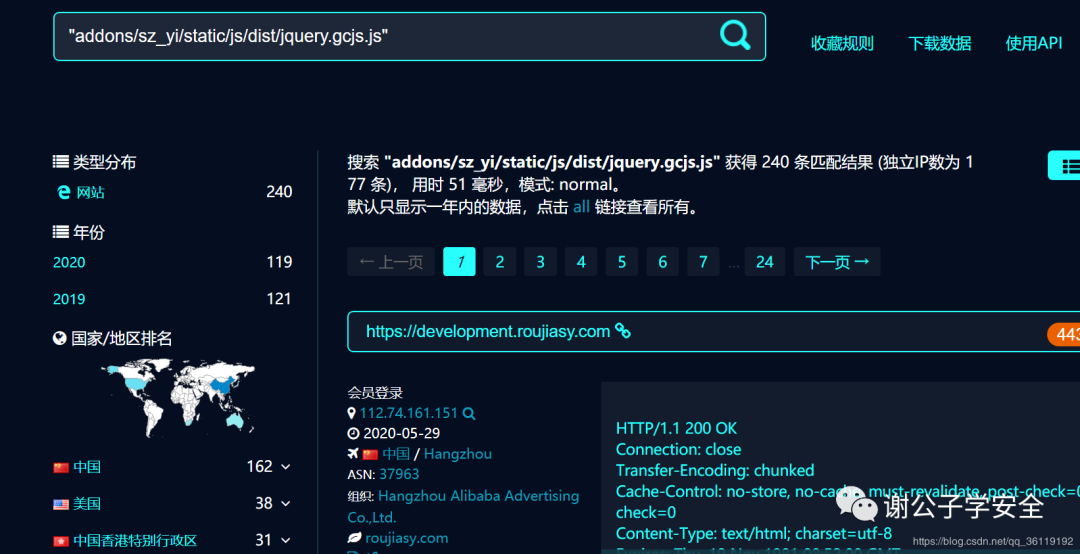 "addons/sz_yi/static/js/dist/jquery.gcjs.js"
收藏规则 下载数据 使用API
类型分布
网站 240
年份
2020 119
2019 121
国家/地区排名
中国 162
美国 38
中国香港特别行政区 31
搜索 "addons/sz_yi/static/js/dist/jquery.gcjs.js" 获得 240 条匹配结果 (独立IP数为 1
77 条)， 用时 51 毫秒，模式: normal。
默认只显示一年内的数据，点击 all 链接查看所有。
← 上一页 1 2 3 4 5 6 7 ... 24 下一页 →
https://development.roujiasy.com
443
会员登录
112.74.161.151
2020-05-29
中国 / Hangzhou
ASN: 37963
组织: Hangzhou Alibaba Advertising
Co.,Ltd.
roujiasy.com
HTTP/1.1 200 OK
Connection: close
Transfer-Encoding: chunked
Cache-Control: no-store, no-cache, must-revalidate, post-check=0
check=0
Content-Type: text/html; charset=utf-8
谢公子学安全
https://blog.csdn.net/qq_36119192